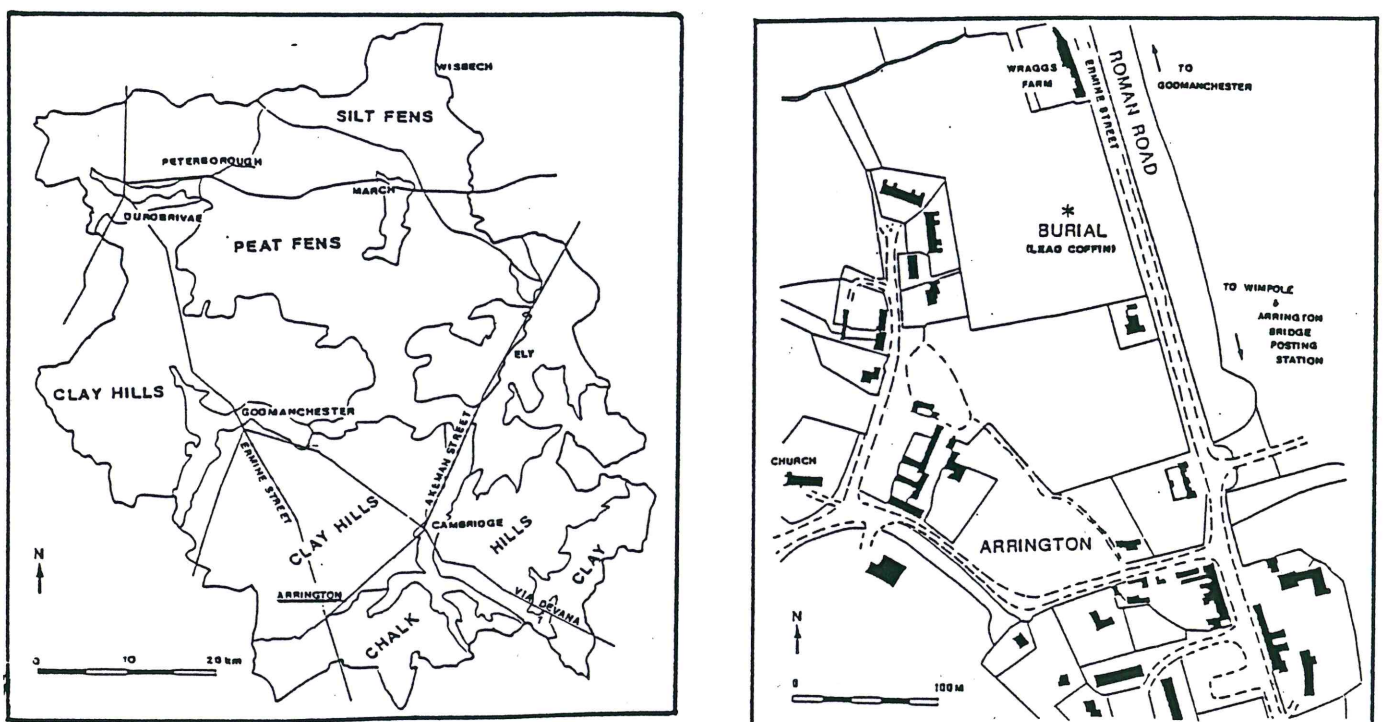 WISBECH
SILT FENS
PETERBOROUGH
MARCH
DUROBRIVAE
PEAT FENS
ELY
CLAY HILLS
GODMANCHESTER
ERMINE STREET
AKEMAN STREET
CLAY HILLS
CAMBRIDGE
HILLS
CLAY
N
ARRINGTON
VIA DEVANA
CHALK
0 10 20 km
WRAGGS
FARM
ERMINE STREET
ROMAN ROAD
TO
GODMANCHESTER
*
BURIAL
(LEAD COFFIN)
TO WIMPOLE
&
ARRINGTON
BRIDGE
POSTING
STATION
CHURCH
ARRINGTON
N
0 100M